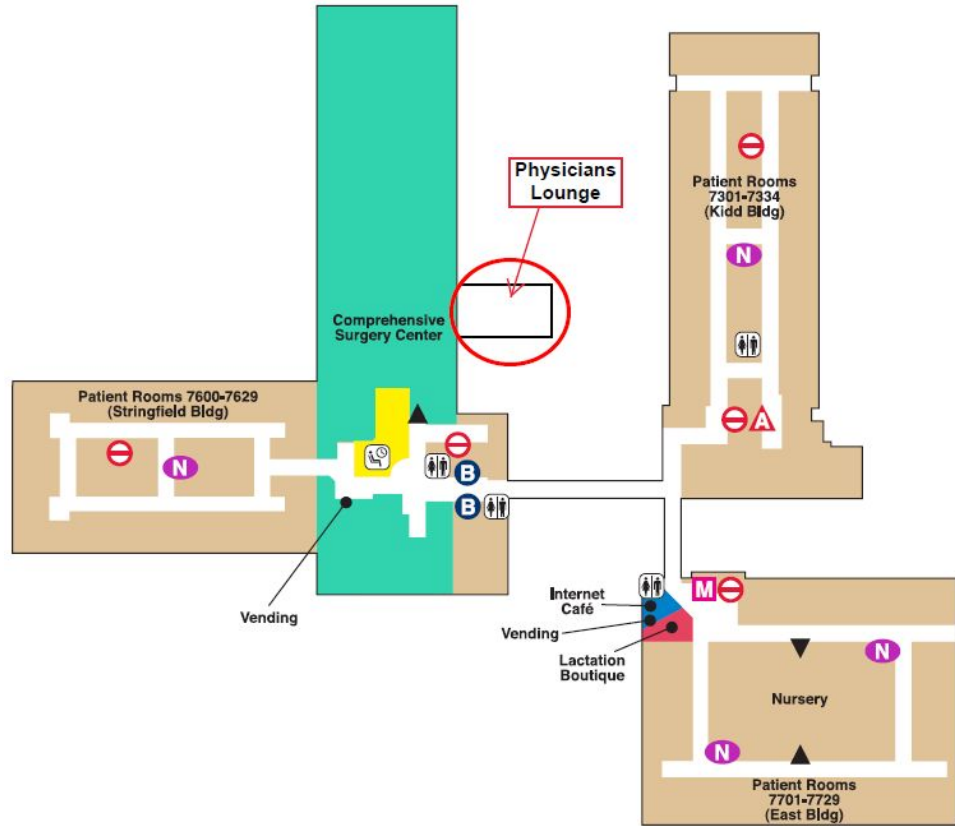 Physicians
Lounge
Patient Rooms
7301-7334
(Kidd Bldg)
N
Comprehensive
Surgery Center
Patient Rooms 7600-7629
(Stringfield Bldg)
A
N
B
B
Vending
M
Internet
Café
Vending
Lactation
Boutique
N
Nursery
N
Patient Rooms
7701-7729
(East Bldg)